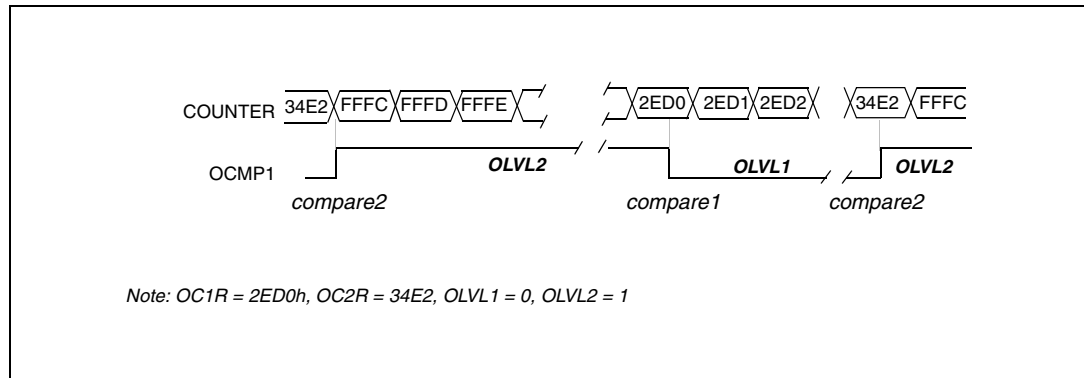 COUNTER 34E2 FFFC FFFD FFFE 2ED0 2ED1 2ED2 34E2 FFFC
OCMP1 OLVL2 OLVL1 OLVL2
compare2 compare1 compare2
Note: OC1R = 2ED0h, OC2R = 34E2, OLVL1 = 0, OLVL2 = 1